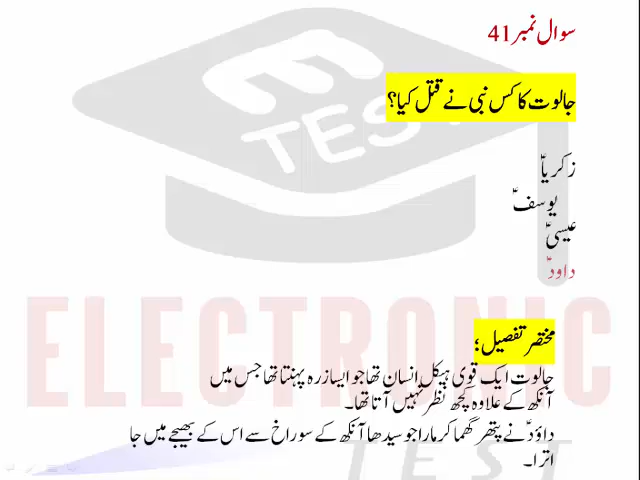 سوال نمبر 41
جالوت کا کس نبی نے قتل کیا؟
زکریاؑ
یوسفؑ
عیسیٰؑ
داودؑ
مختصر تفصیل؛
جالوت ایک قوی ہیکل انسان تھا جو ایسا زرہ پہنتا تھا جس میں
آنکھ کے علاوہ کچھ نظر نہیں آتا تھا۔
داؤدؑ نے پتھر گھما کر مارا جو سیدھا آنکھ کے سوراخ سے اس کے بھیجے میں جا
اترا۔
E TEST
ELECTRONIC
TEST